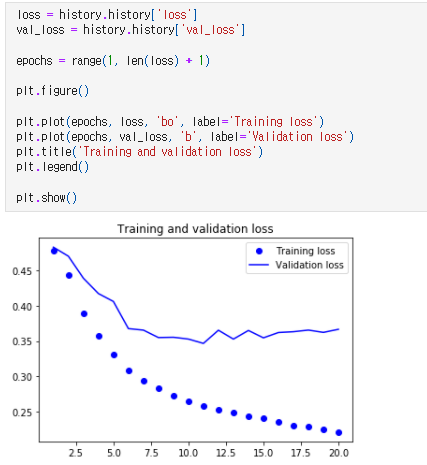 loss = history.history['loss']
val_loss = history.history['val_loss']
epochs = range(1, len(loss) + 1)
plt.figure()
plt.plot(epochs, loss, 'bo', label='Training loss')
plt.plot(epochs, val_loss, 'b', label='Validation loss')
plt.title('Training and validation loss')
plt.legend()
plt.show()
Training and validation loss
Training loss
Validation loss
0.45
0.40
0.35
0.30
0.25
2.5 5.0 7.5 10.0 12.5 15.0 17.5 20.0